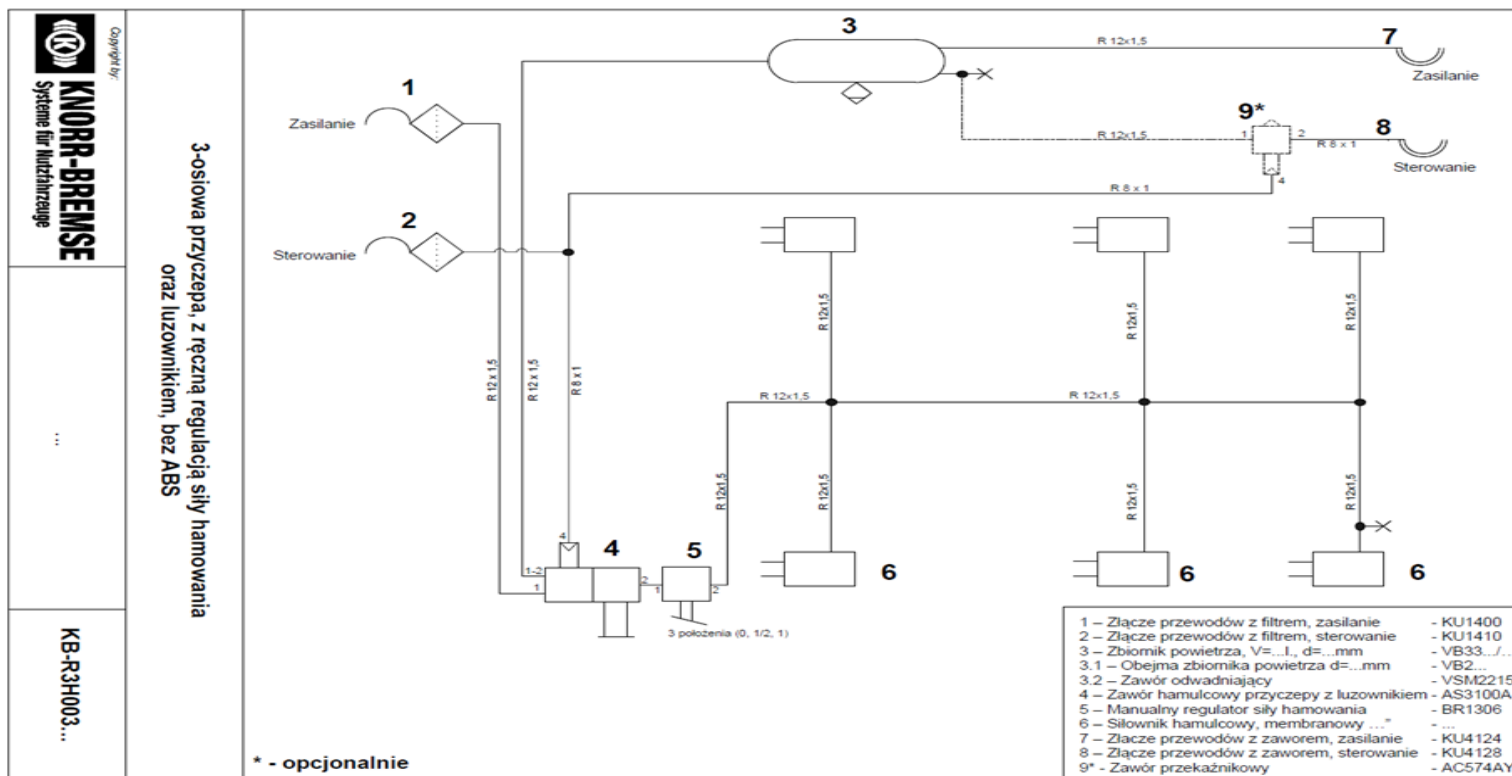 Copyright by:
KNORR-BREMSE
Systeme für Nutzfahrzeuge
...
KB-R3H003...
3-osiowa przyczepa, z ręczną regulacją siły hamowania
oraz luzownikiem, bez ABS
1
Zasilanie
2
Sterowanie
3
R 12x1,5
7
Zasilanie
9*
R 12x1,5
1
2
R 8 x 1
8
Sterowanie
4
R 8 x 1
R 12 x 1,5
R 12 x 1,5
R 8 x 1
R 12x1,5
R 12x1,5
R 12x1,5
R 12x1,5
R 12x1,5
R 12x1,5
R 12x1,5
R 12x1,5
R 12x1,5
4
4
5
1-2
1
2
1
2
3 położenia (0, 1/2, 1)
6
6
6
1 – Złącze przewodów z filtrem, zasilanie - KU1400
2 – Złącze przewodów z filtrem, sterowanie - KU1410
3 – Zbiornik powietrza, V=...l., d=...mm - VB33.../...
3.1 – Obejma zbiornika powietrza d=...mm - VB2...
3.2 – Zawór odwadniający - VSM2215
4 – Zawór hamulcowy przyczepy z luzownikiem - AS3100A
5 – Manualny regulator siły hamowania - BR1306
6 – Siłownik hamulcowy, membranowy ...” - ...
7 – Złącze przewodów z zaworem, zasilanie - KU4124
8 – Złącze przewodów z zaworem, sterowanie - KU4128
9* - Zawór przekaźnikowy - AC574AY
* - opcjonalnie